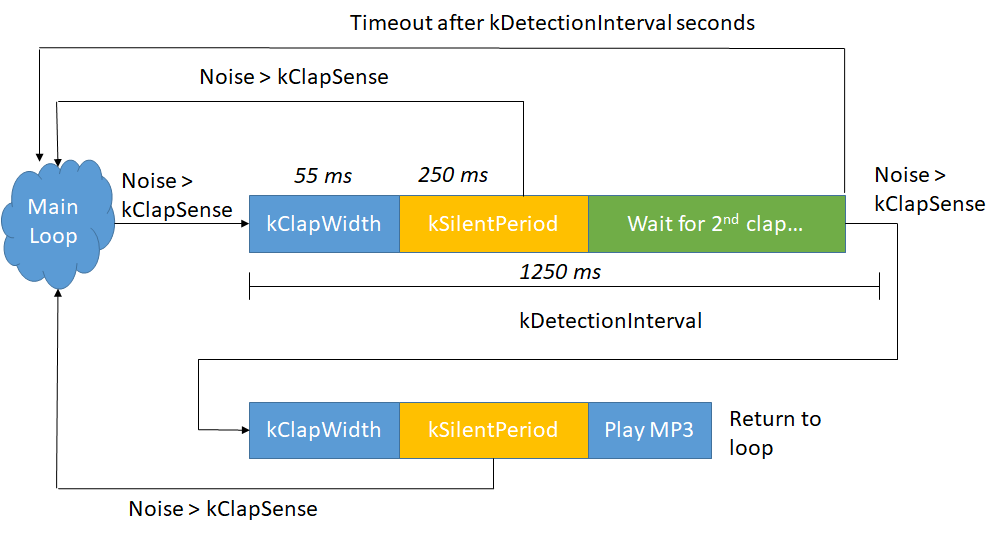 Timeout after kDetectionInterval seconds
Noise > kClapSense
Noise >
kClapSense
55 ms
250 ms
Noise >
kClapSense
Main
Loop
kClapWidth
kSilentPeriod
Wait for 2nd clap...
1250 ms
kDetectionInterval
kClapWidth
kSilentPeriod
Play MP3
Return to
loop
Noise > kClapSense